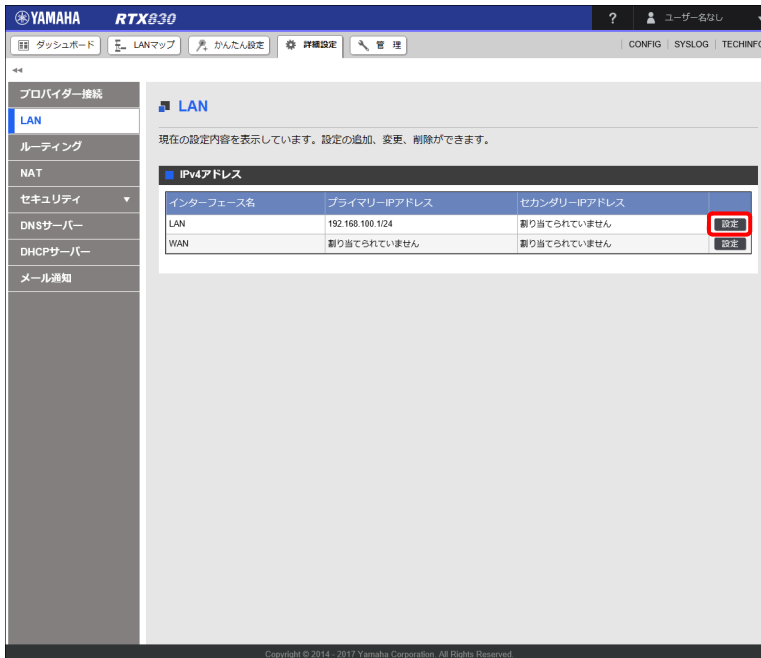 YAMAHA RTX830 ? ユーザー名なし
ダッシュボード LANマップ かんたん設定 詳細設定 管 理 CONFIG SYSLOG TECHINFO
プロバイダー接続
LAN
ルーティング
NAT
セキュリティ
DNSサーバー
DHCPサーバー
メール通知
LAN
現在の設定内容を表示しています。設定の追加、変更、削除ができます。
IPv4アドレス
インターフェース名 プライマリーIPアドレス セカンダリーIPアドレス
LAN 192.168.100.1/24 割り当てられていません 設定
WAN 割り当てられていません 割り当てられていません 設定
Copyright © 2014 - 2017 Yamaha Corporation. All Rights Reserved.